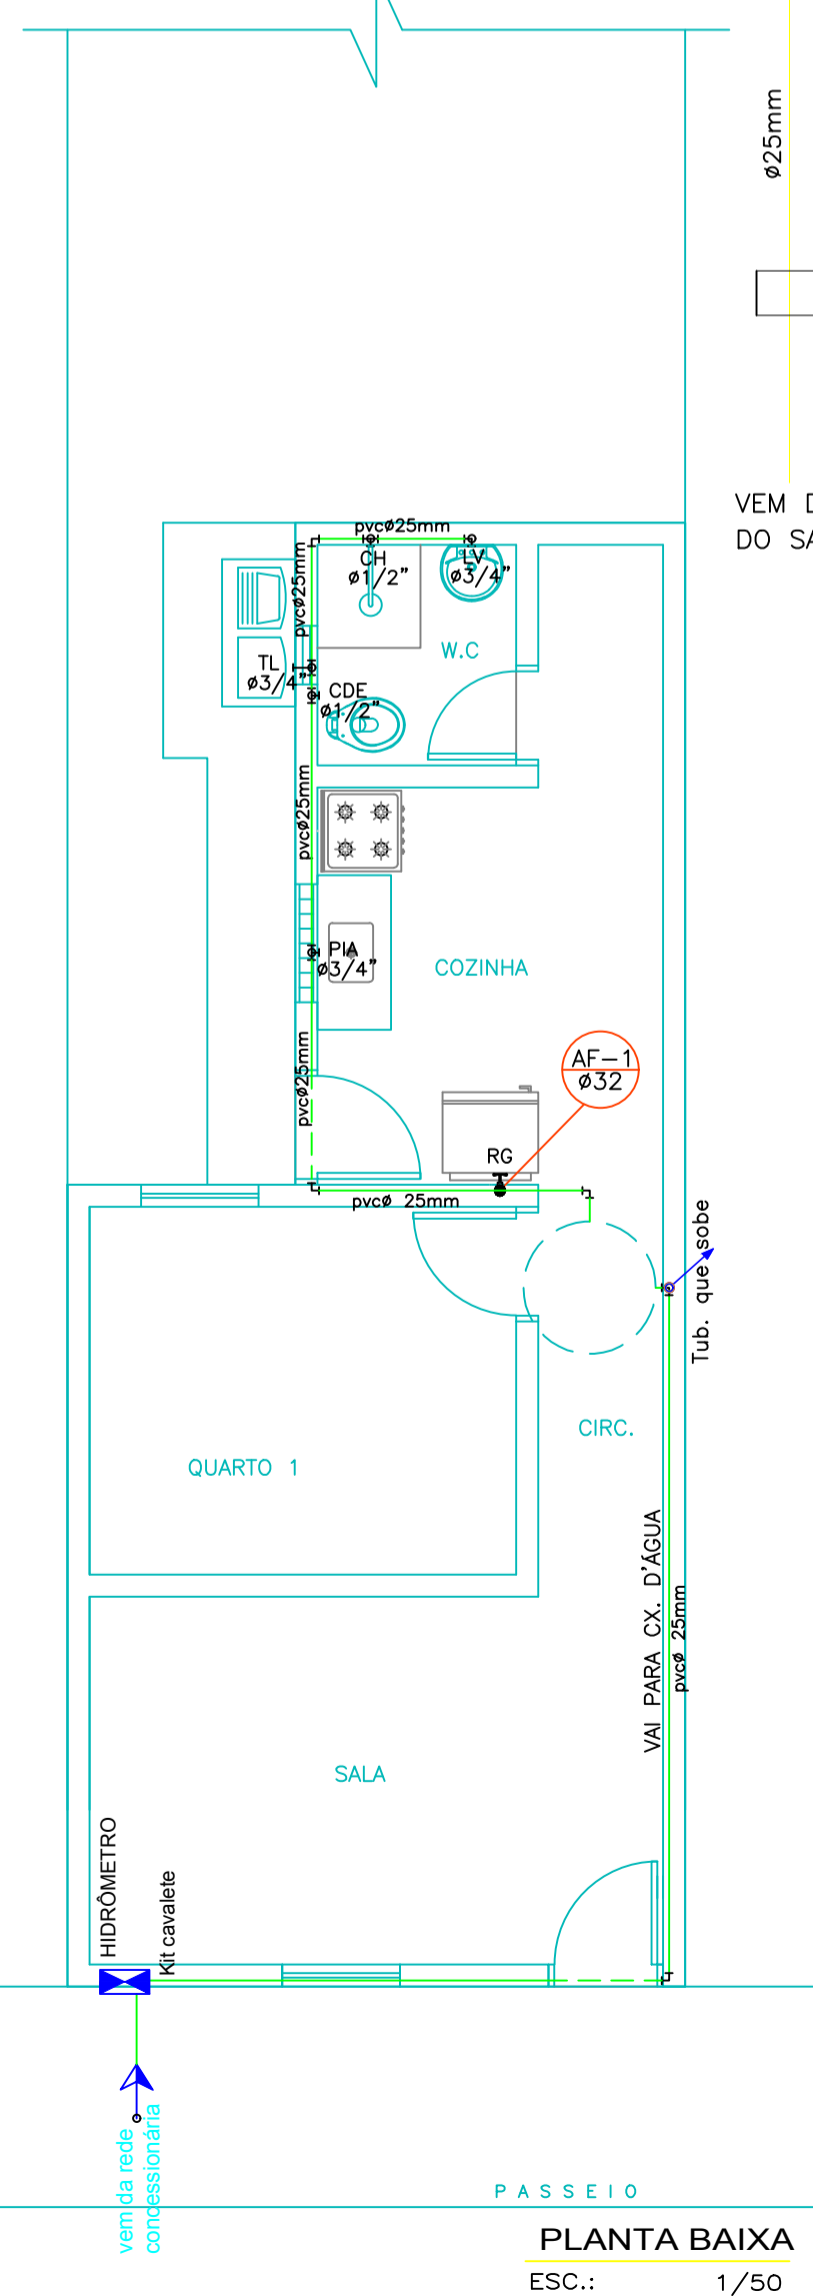 ø25mm
VEM
DO
pvcø25mm
CH
ø1/2"
LV
ø3/4"
pvcø25mm
W.C
TL
ø3/4"
CDE
ø1/2"
pvcø25mm
PIA
ø3/4"
COZINHA
pvcø25mm
AF-1
ø32
RG
pvcø 25mm
Tub. que sobe
CIRC.
QUARTO 1
VAI PARA CX. D'ÁGUA
pvcø 25mm
SALA
HIDRÔMETRO
Kit cavalete
vem da rede
concessionária
PASSEIO
PLANTA BAIXA
ESC.: 1/50